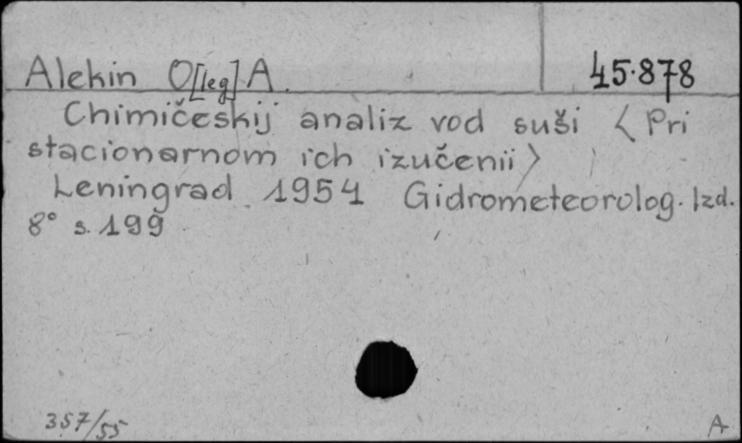 Alekin O[leg] A. 45.878
Chimičeskij analiz vod suši < Pri
stacionarnom ich izučenii >
Leningrad 1954 Gidrometeorolog. Izd.
8° s. 199
357/55 A